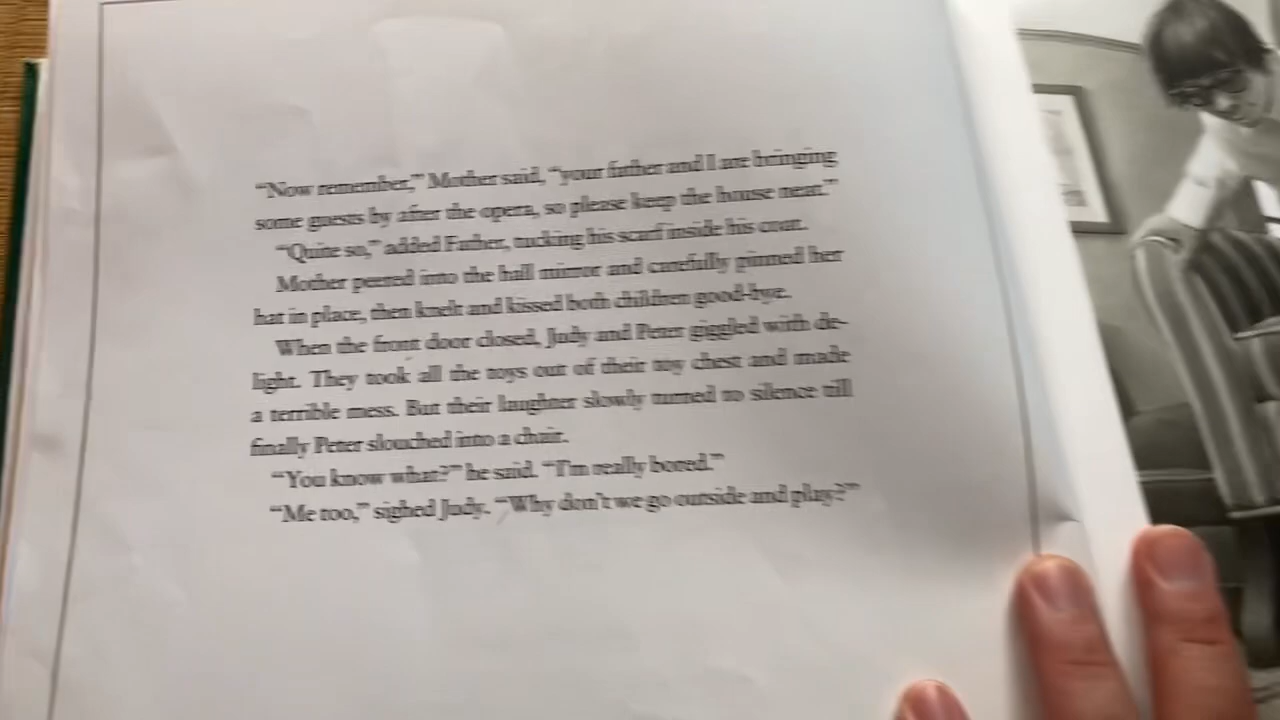 “Now remember,” Mother said, “your father and I are bringing
some guests by after the opera, so please keep the house neat.”
“Quite so,” added Father, tucking his scarf inside his coat.
Mother peered into the hall mirror and carefully pinned her
hat in place, then knelt and kissed both children good-bye.
When the front door closed, Judy and Peter giggled with de-
light. They took all the toys out of their toy chest and made
a terrible mess. But their laughter slowly turned to silence till
finally Peter slouched into a chair.
“You know what?” he said. “I’m really bored.”
“Me too,” sighed Judy. “Why don’t we go outside and play?”